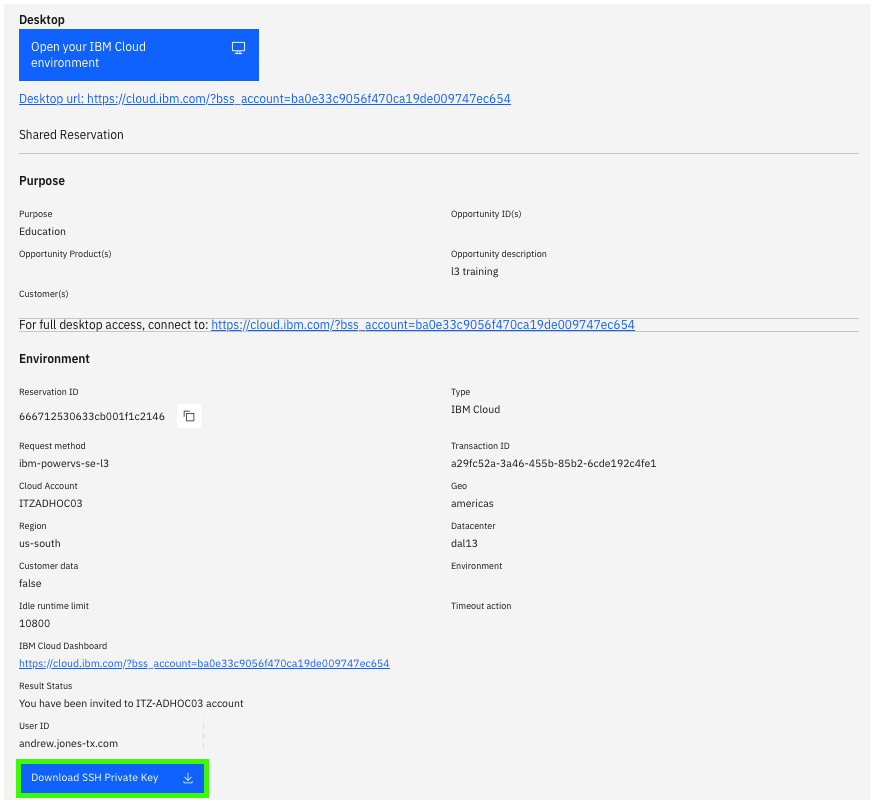 Desktop
Open your IBM Cloud
environment
Desktop url: https://cloud.ibm.com/?bss_account=ba0e33c9056f470ca19de009747ec654
Shared Reservation
Purpose
Purpose
Opportunity ID(s)
Education
Opportunity Product(s)
Opportunity description
l3 training
Customer(s)
For full desktop access, connect to: https://cloud.ibm.com/?bss_account=ba0e33c9056f470ca19de009747ec654
Environment
Reservation ID
Type
666712530633cb001f1c2146
IBM Cloud
Request method
Transaction ID
ibm-powervs-se-l3
a29fc52a-3a46-455b-85b2-6cde192c4fe1
Cloud Account
Geo
ITZADHOC03
americas
Region
Datacenter
us-south
dal13
Customer data
Environment
false
Idle runtime limit
Timeout action
10800
IBM Cloud Dashboard
https://cloud.ibm.com/?bss_account=ba0e33c9056f470ca19de009747ec654
Result Status
You have been invited to ITZ-ADHOC03 account
User ID
andrew.jones-tx.com
Download SSH Private Key